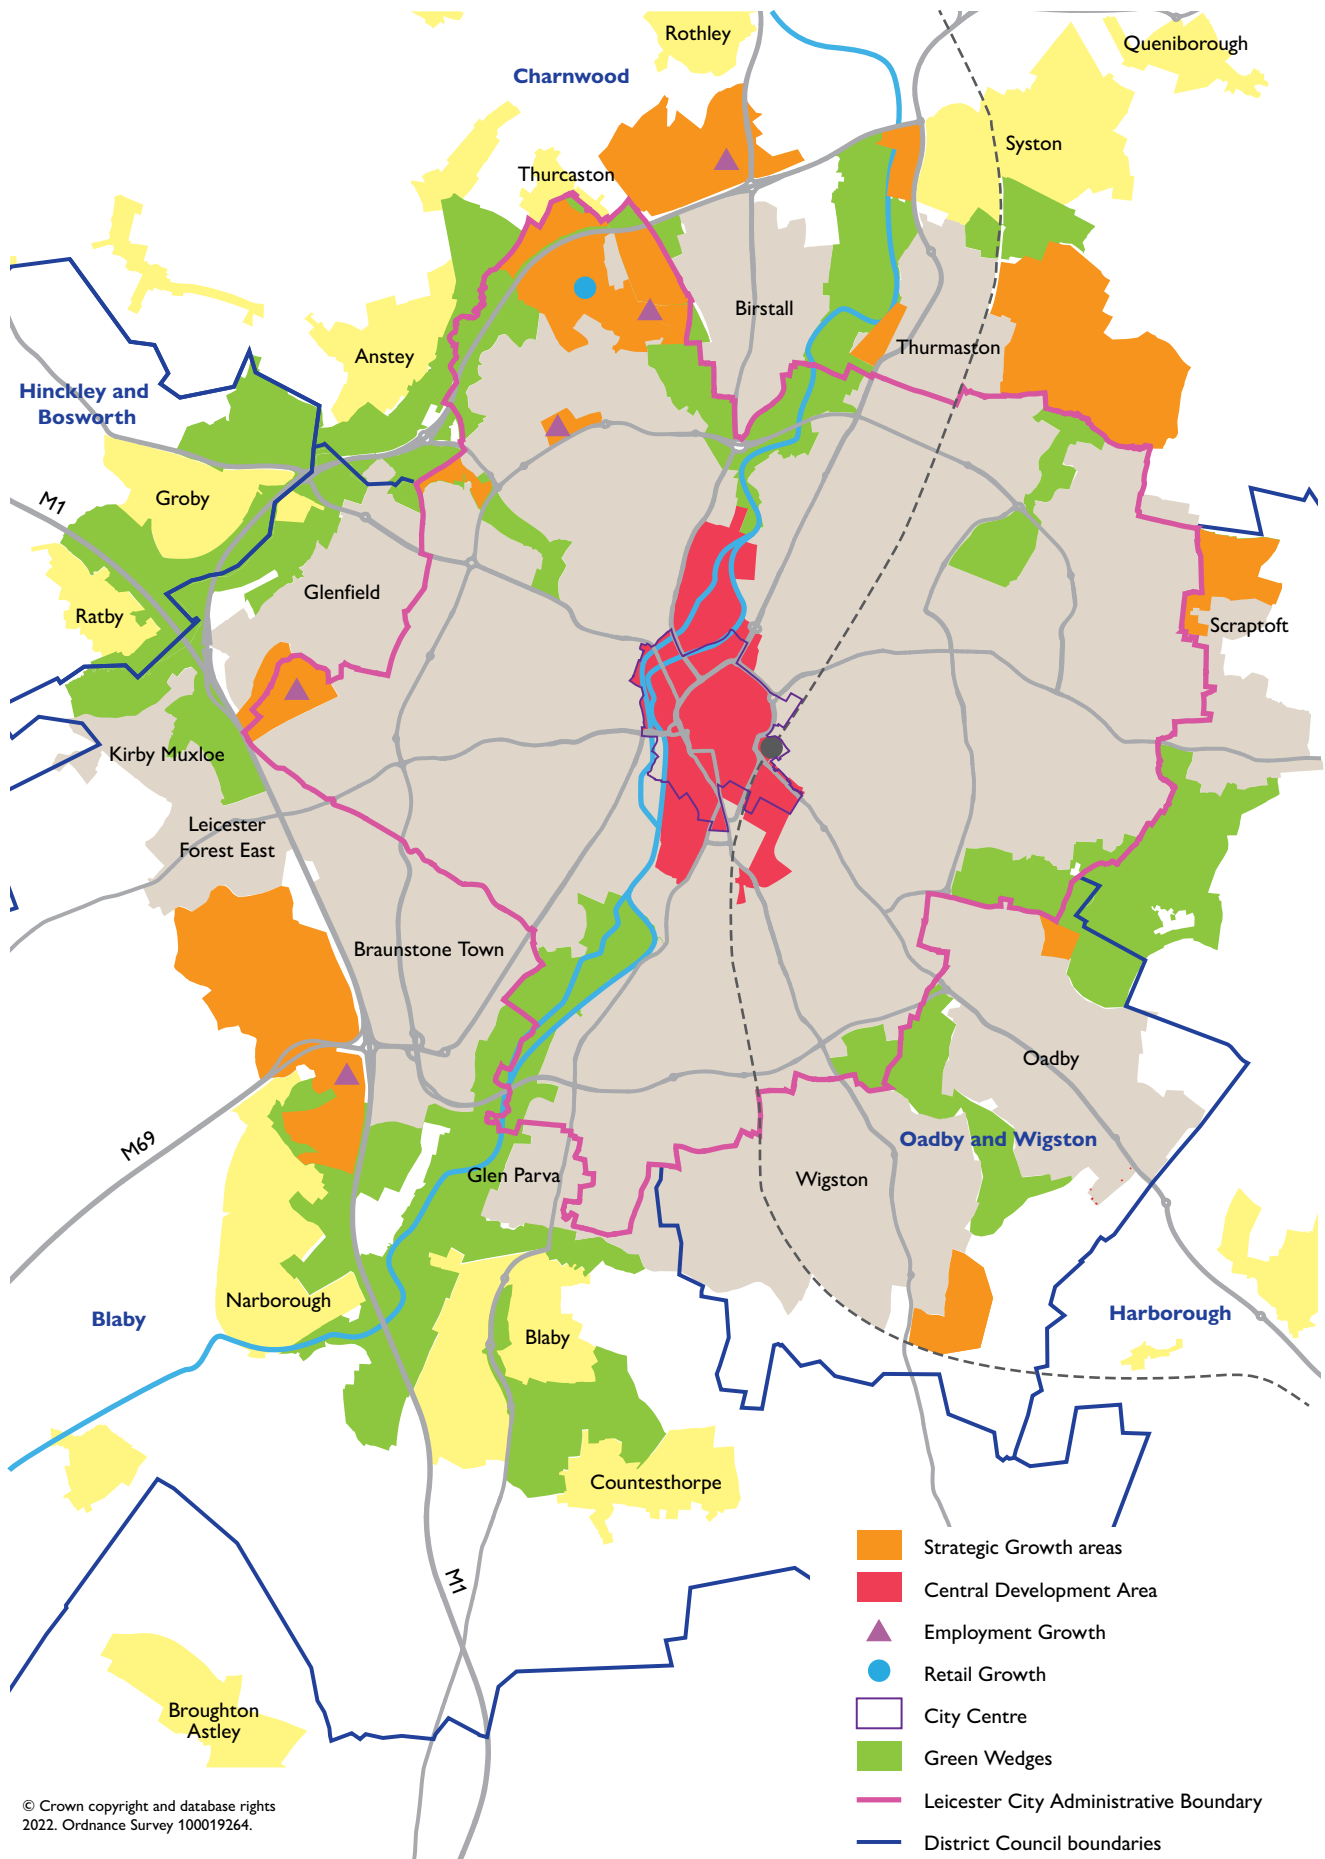 Rothley
Queniborough
Charnwood
Syston
Thurcaston
Birstall
Thurmaston
Anstey
Hinckley and
Bosworth
M1
Groby
Glenfield
Ratby
Scraptoft
Kirby Muxloe
Leicester
Forest East
Braunstone Town
Oadby
M69
Oadby and Wigston
Glen Parva
Wigston
Narborough
Blaby
Harborough
Blaby
Countesthorpe
M1
Broughton
Astley
Strategic Growth areas
Central Development Area
Employment Growth
Retail Growth
City Centre
Green Wedges
Leicester City Administrative Boundary
District Council boundaries
© Crown copyright and database rights
2022. Ordnance Survey 100019264.